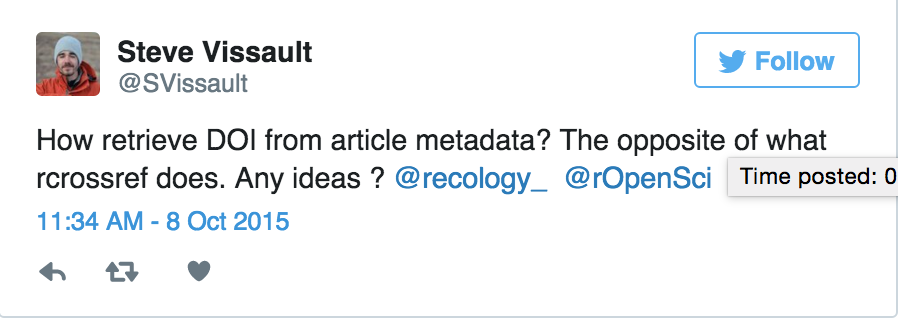 Steve Vissault
@SVissault
Follow
How retrieve DOI from article metadata? The opposite of what
rcrossref does. Any ideas ? @recology_ @rOpenSci
Time posted: 0
11:34 AM - 8 Oct 2015